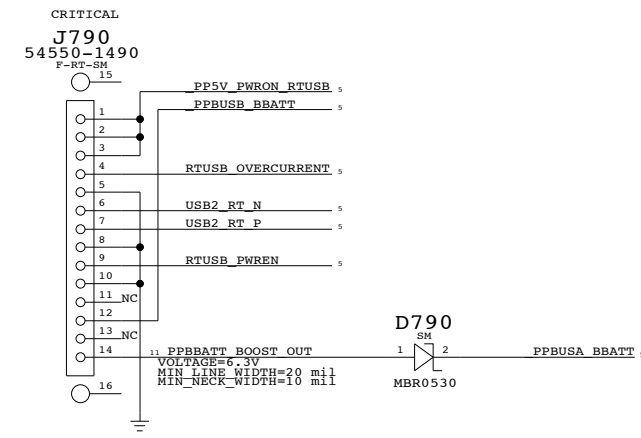 CRITICAL
J790
54550-1490
F-RT-SM
15
_PP5V_PWRON_RTUSB 5
_PPBUSB_BBATT 5
1
2
3
4 RTUSB_OVERCURRENT 5
5
6 USB2_RT_N 5
7 USB2_RT_P 5
8
9 RTUSB_PWREN 5
10
11 NC
12
13 NC
D790
SM
14 11 PPBBATT_BOOST_OUT 1 2 PPBUSA_BBATT
VOLTAGE=6.3V
MIN_LINE_WIDTH=20 mil
MIN_NECK_WIDTH=10 mil
MBR0530
16